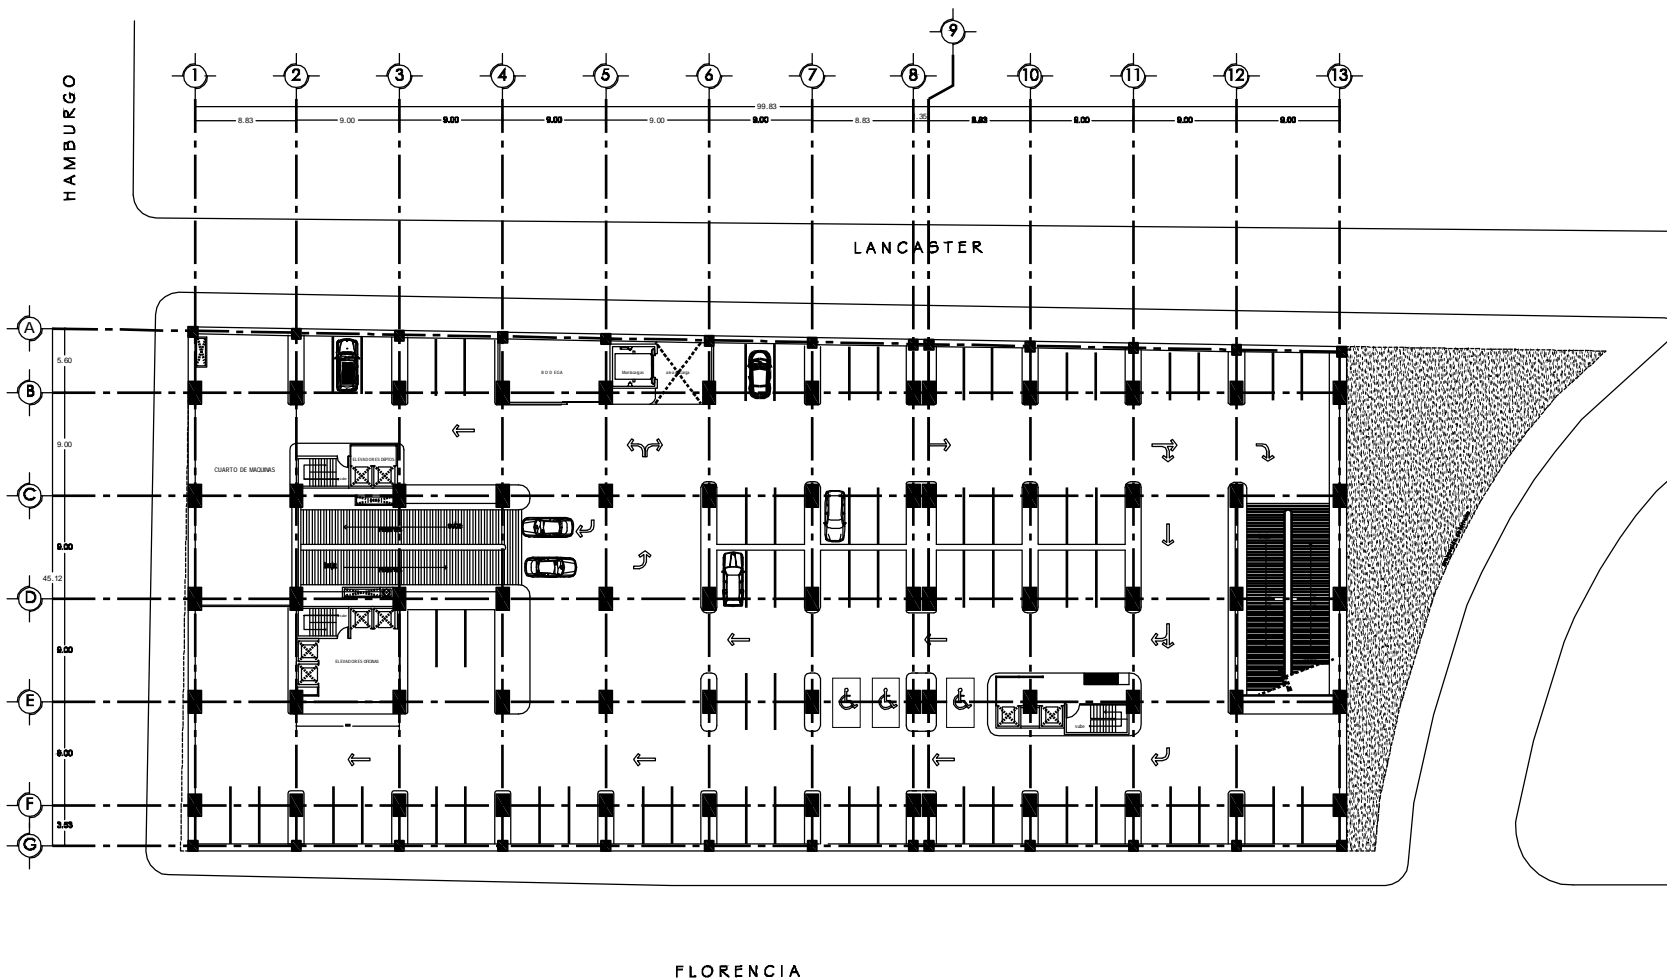 9
1 2 3 4 5 6 7 8 10 11 12 13
99.83
8.83 9.00 9.00 9.00 9.00 9.00 8.83 .35 8.83 9.00 9.00 9.00
HAMBURGO
LANCASTER
A
5.60
B
9.00
C
9.00
45.12
D
9.00
E
9.00
F
3.53
G
BODEGA
CUARTO DE MAQUINAS
ELEVADORES DEPTOS
ELEVADORES OFICINAS
FLORENCIA